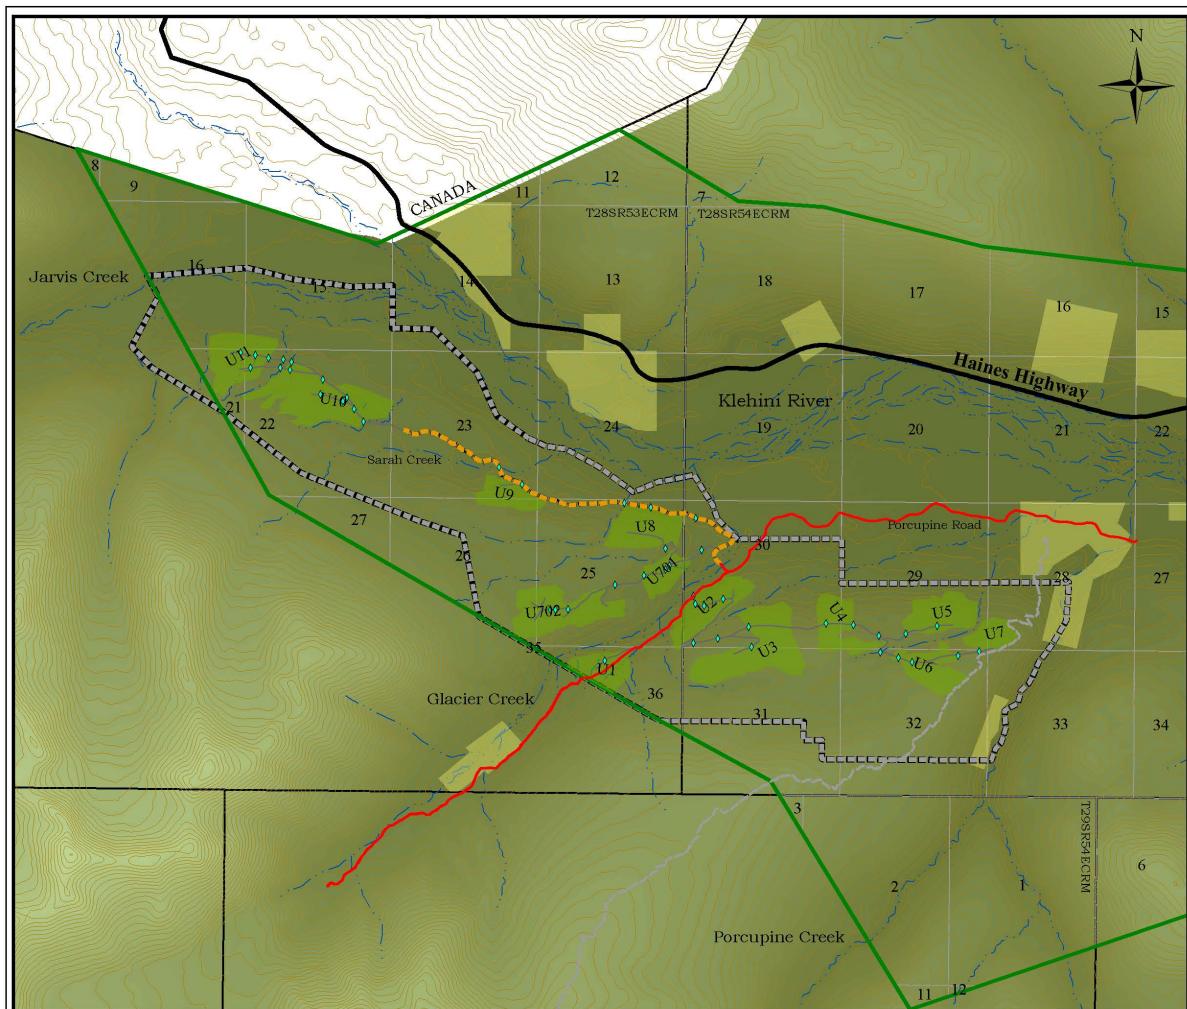 N
8
9
CANADA
11
12
7
T28SR53ECRM
T28SR54ECRM
Jarvis Creek
16
15
14
13
18
17
16
15
U11
U10
Haines Highway
Klehini River
21
22
23
24
19
20
21
22
Sarah Creek
U9
27
26
U8
Porcupine Road
30
25
U701
29
28
27
U702
U2
U4
U5
U3
U6
U7
35
U1
36
Glacier Creek
31
32
33
34
3
T29SR54ECRM
6
2
1
Porcupine Creek
11
12